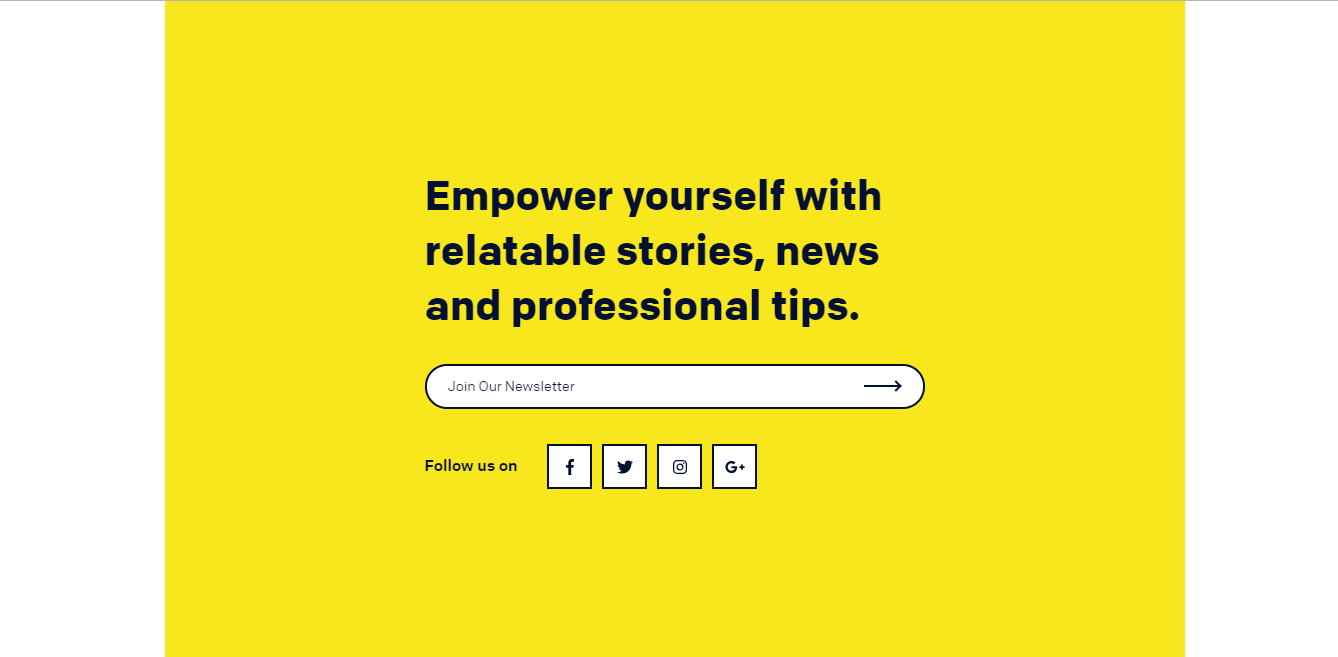 Empower yourself with
relatable stories, news
and professional tips.
Join Our Newsletter
Follow us on